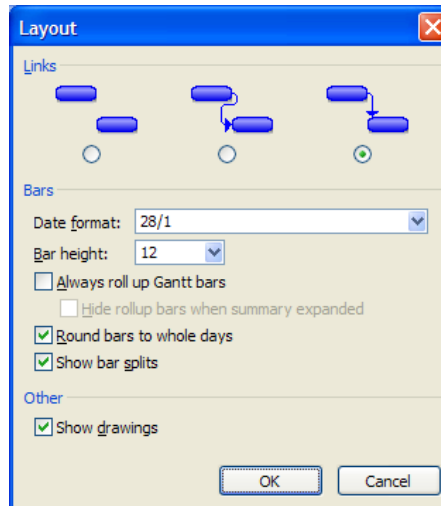 Layout
Links
Bars
Date format: 28/1
Bar height: 12
Always roll up Gantt bars
Hide rollup bars when summary expanded
Round bars to whole days
Show bar splits
Other
Show drawings
OK Cancel